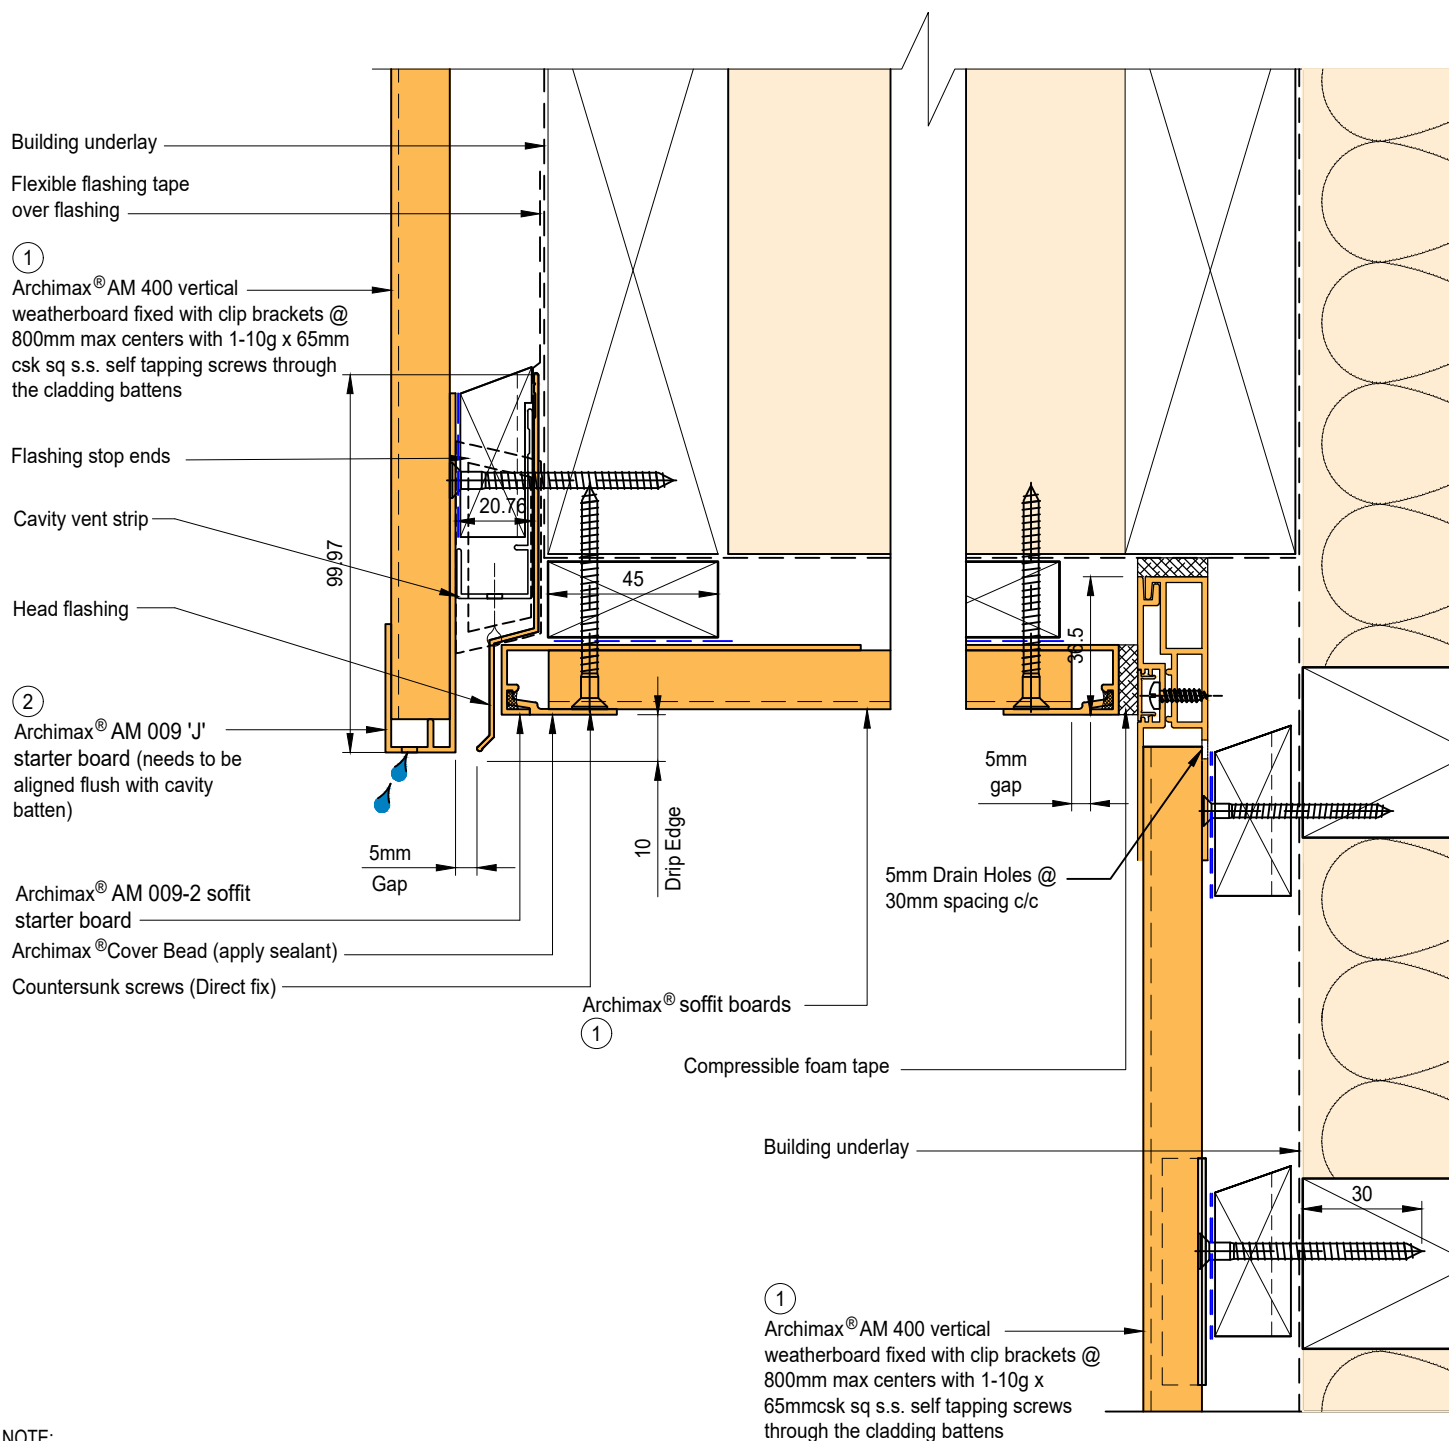 Building underlay
Flexible flashing tape
over flashing
1
Archimax® AM 400 vertical
weatherboard fixed with clip brackets @
800mm max centers with 1-10g x 65mm
csk sq s.s. self tapping screws through
the cladding battens
Flashing stop ends
Cavity vent strip
Head flashing
2
Archimax® AM 009 'J'
starter board (needs to be
aligned flush with cavity
batten)
99.97
20.76
45
36.5
5mm
Gap
10
Drip Edge
5mm
gap
Archimax® AM 009-2 soffit
starter board
Archimax ®Cover Bead (apply sealant)
Countersunk screws (Direct fix)
5mm Drain Holes @
30mm spacing c/c
Archimax® soffit boards
1
Compressible foam tape
Building underlay
30
1
Archimax® AM 400 vertical
weatherboard fixed with clip brackets @
800mm max centers with 1-10g x
65mmcsk sq s.s. self tapping screws
through the cladding battens
NOTE: